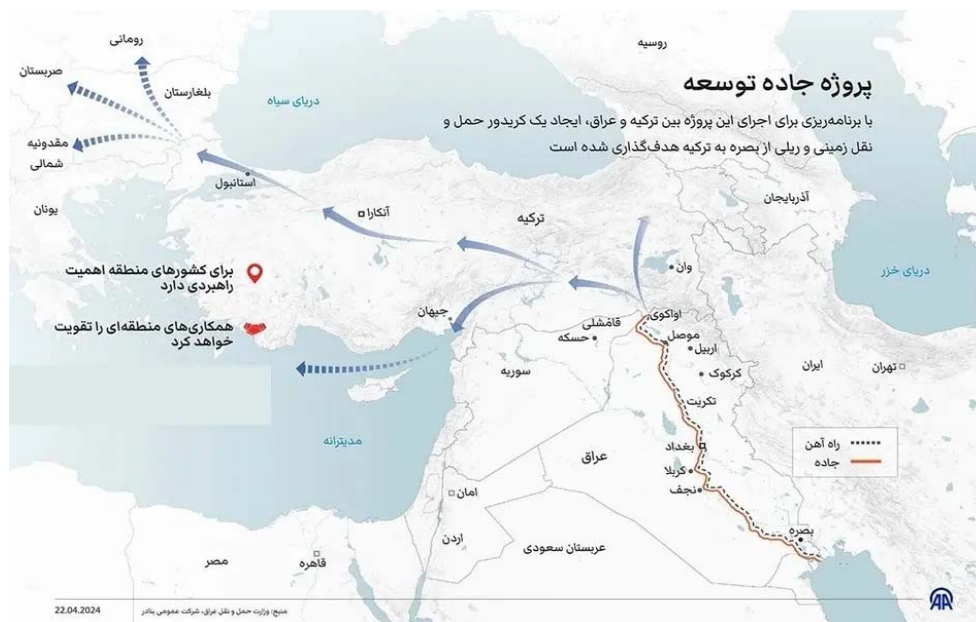 پروژه جاده توسعه
با برنامه‌ریزی برای اجرای این پروژه بین ترکیه و عراق، ایجاد یک کریدور حمل و
نقل زمینی و ریلی از بصره به ترکیه هدف‌گذاری شده است
روسیه
رومانی
صربستان
بلغارستان
دریای سیاه
مقدونیه
شمالی
استانبول
یونان
آنکارا
ترکیه
آذربایجان
وان
دریای خزر
برای کشورهای منطقه اهمیت
راهبردی دارد
همکاری‌های منطقه‌ای را تقویت
خواهد کرد
جیهان
اواکوی
قامشلی
حسکه
موصل
اربیل
سوریه
کرکوک
ایران
تهران
تکریت
مدیترانه
بغداد
عراق
کربلا
نجف
راه آهن
جاده
امان
اردن
بصره
عربستان سعودی
مصر
قاهره
AA
منبع: وزارت حمل و نقل عراق، شرکت عمومی بنادر
22.04.2024